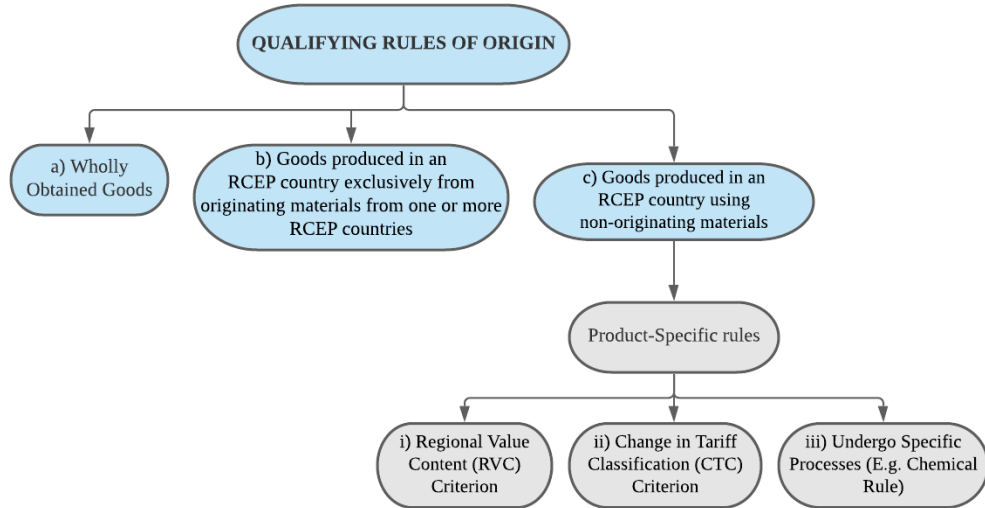 QUALIFYING RULES OF ORIGIN
a) Wholly
Obtained Goods
b) Goods produced in an
RCEP country exclusively from
originating materials from one or more
RCEP countries
c) Goods produced in an
RCEP country using
non-originating materials
Product-Specific rules
i) Regional Value
Content (RVC)
Criterion
ii) Change in Tariff
Classification (CTC)
Criterion
iii) Undergo Specific
Processes (E.g. Chemical
Rule)